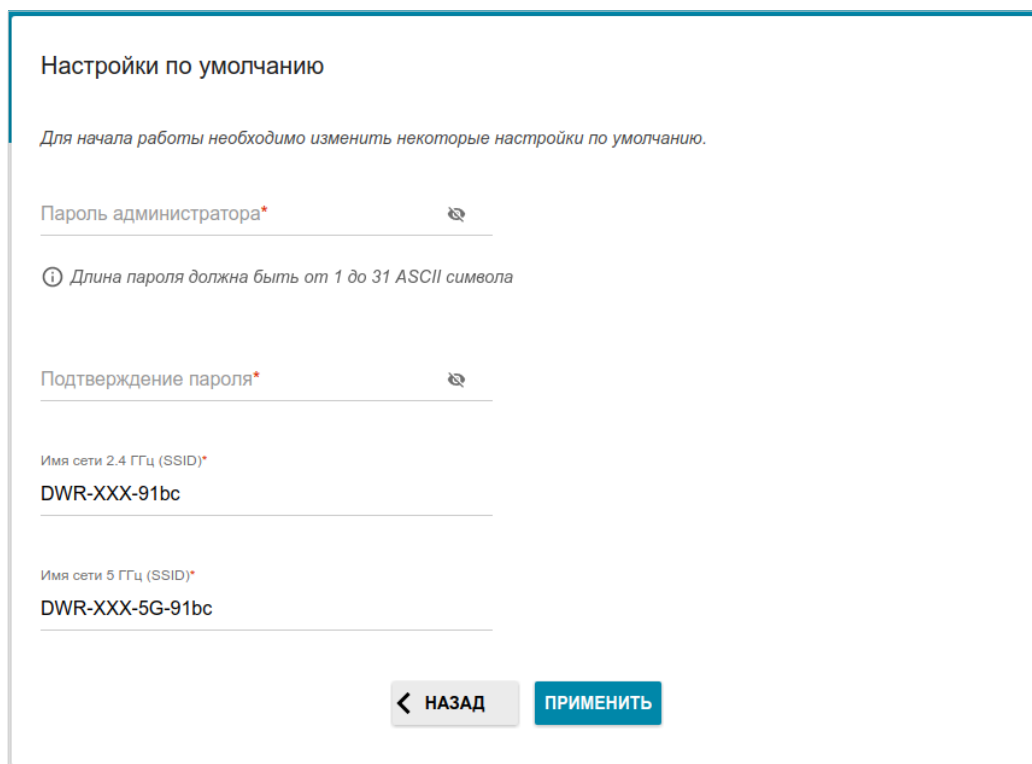 Настройки по умолчанию
Для начала работы необходимо изменить некоторые настройки по умолчанию.
Пароль администратора*
Длина пароля должна быть от 1 до 31 ASCII символа
Подтверждение пароля*
Имя сети 2.4 ГГц (SSID)*
DWR-XXX-91bc
Имя сети 5 ГГц (SSID)*
DWR-XXX-5G-91bc
НАЗАД ПРИМЕНИТЬ